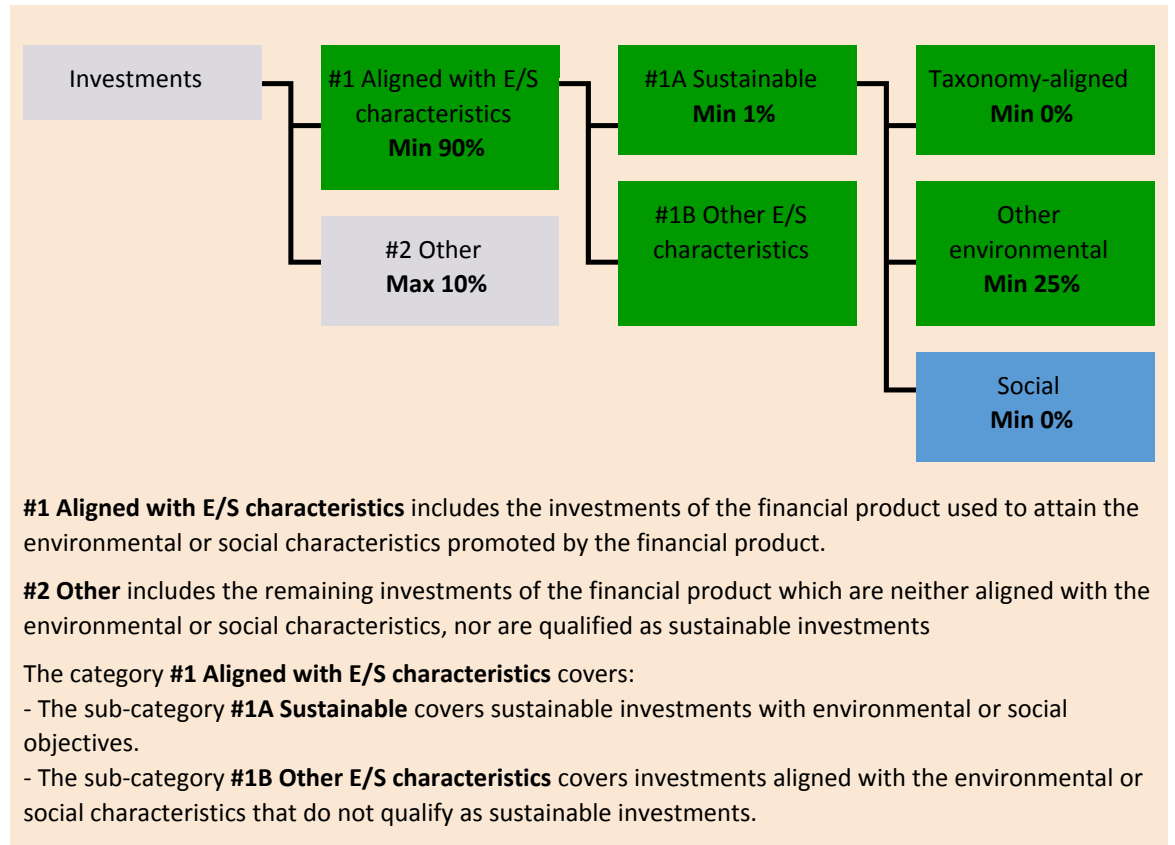 Investments
#1 Aligned with E/S
characteristics
Min 90%
#2 Other
Max 10%
#1A Sustainable
Min 1%
#1B Other E/S
characteristics
Taxonomy-aligned
Min 0%
Other
environmental
Min 25%
Social
Min 0%
#1 Aligned with E/S characteristics includes the investments of the financial product used to attain the
environmental or social characteristics promoted by the financial product.
#2 Other includes the remaining investments of the financial product which are neither aligned with the
environmental or social characteristics, nor are qualified as sustainable investments
The category #1 Aligned with E/S characteristics covers:
- The sub-category #1A Sustainable covers sustainable investments with environmental or social
objectives.
- The sub-category #1B Other E/S characteristics covers investments aligned with the environmental or
social characteristics that do not qualify as sustainable investments.